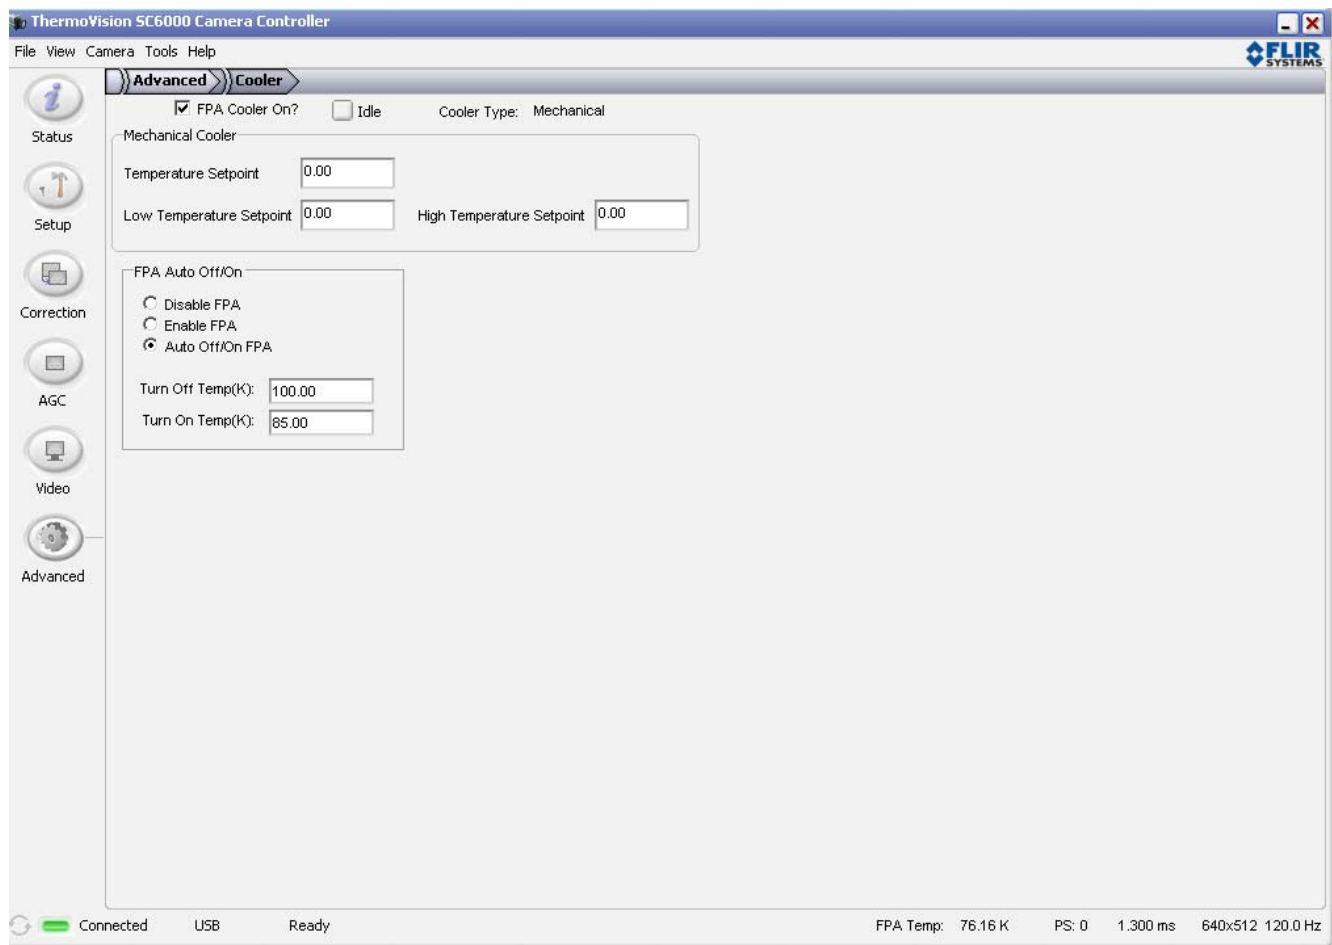 ThermoVision SC6000 Camera Controller
File View Camera Tools Help
FLIR SYSTEMS
Advanced Cooler
FPA Cooler On? Idle Cooler Type: Mechanical
Status
Mechanical Cooler
Temperature Setpoint 0.00
Low Temperature Setpoint 0.00 High Temperature Setpoint 0.00
Setup
FPA Auto Off/On
Disable FPA
Enable FPA
Auto Off/On FPA
Correction
Turn Off Temp(K): 100.00
Turn On Temp(K): 85.00
AGC
Video
Advanced
Connected USB Ready FPA Temp: 76.16 K PS: 0 1.300 ms 640x512 120.0 Hz